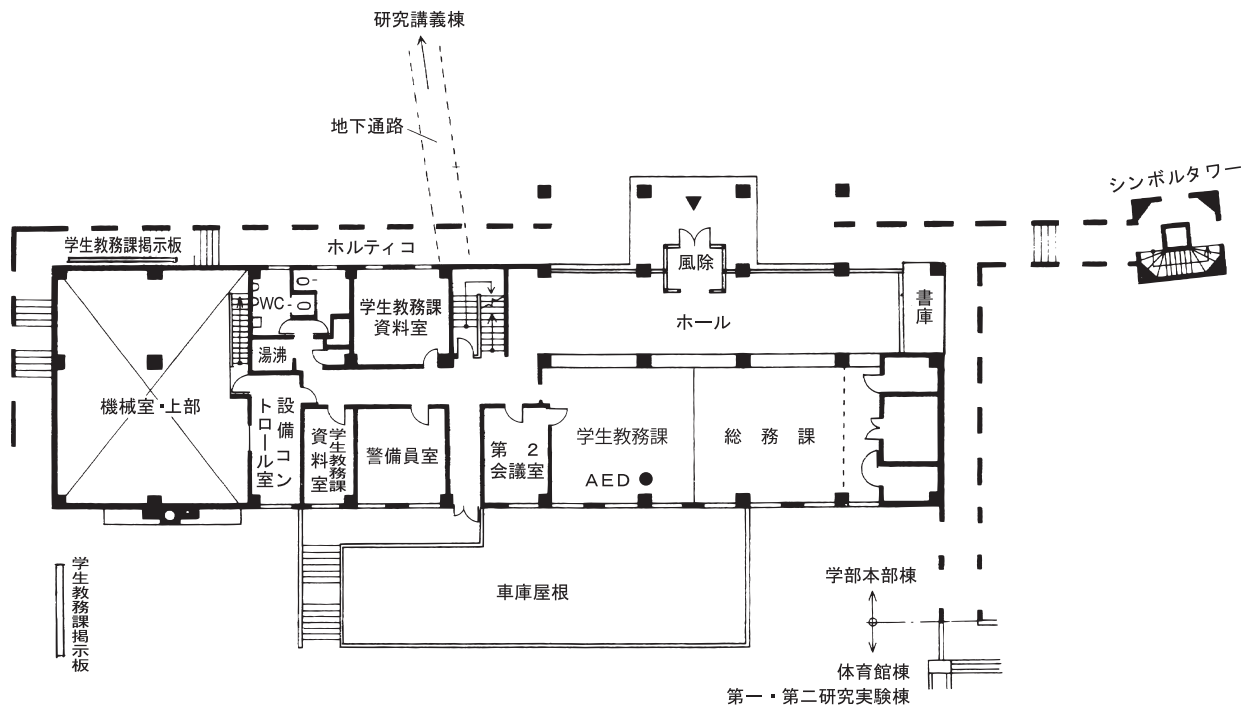 研究講義棟
地下通路
シンボルタワー
学生教務課掲示板
ホルティコ
風除
PWC
学生教務課
資料室
ホール
書庫
湯沸
機械室・上部
設備コン
トロール室
学生教務課
資料室
警備員室
第2
会議室
学生教務課
総務課
AED
車庫屋根
学生教務課掲示板
学部本部棟
体育館棟
第一・第二研究実験棟